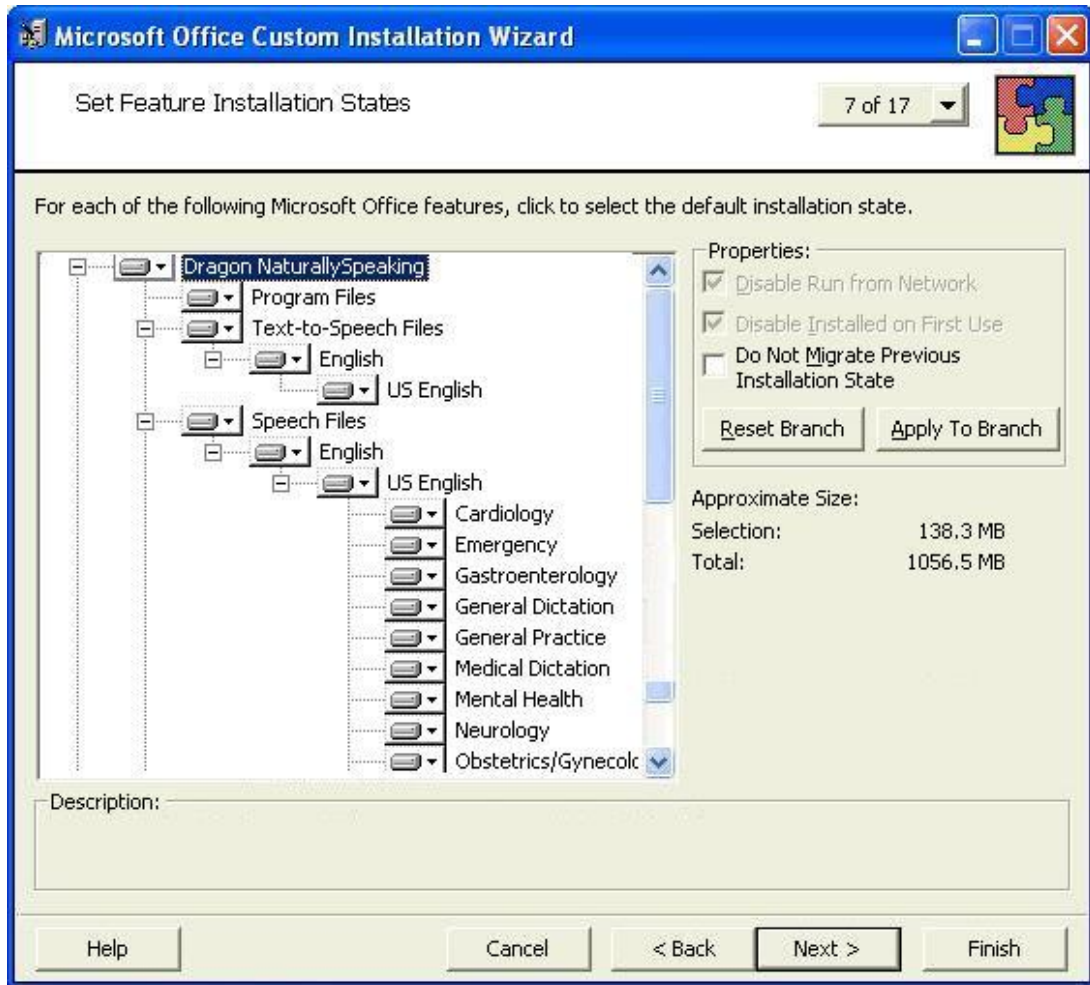 Microsoft Office Custom Installation Wizard
Set Feature Installation States
7 of 17
For each of the following Microsoft Office features, click to select the default installation state.
Dragon NaturallySpeaking
Program Files
Text-to-Speech Files
English
US English
Speech Files
English
US English
Cardiology
Emergency
Gastroenterology
General Dictation
General Practice
Medical Dictation
Mental Health
Neurology
Obstetrics/Gynecolc
Properties:
Disable Run from Network
Disable Installed on First Use
Do Not Migrate Previous
Installation State
Reset Branch
Apply To Branch
Approximate Size:
Selection: 138.3 MB
Total: 1056.5 MB
Description:
Help
Cancel
< Back
Next >
Finish